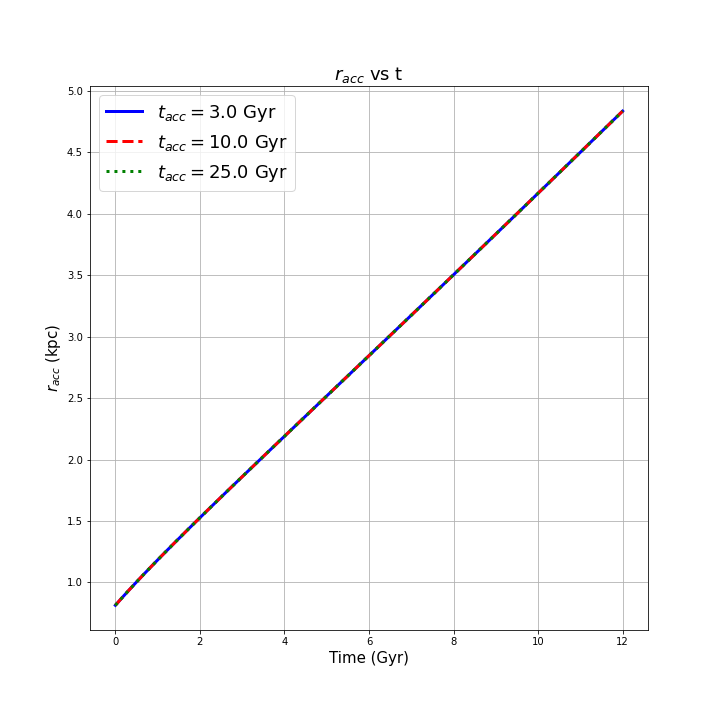 r_acc vs t
t_acc = 3.0 Gyr
t_acc = 10.0 Gyr
t_acc = 25.0 Gyr
r_acc (kpc)
5.0
4.5
4.0
3.5
3.0
2.5
2.0
1.5
1.0
0 2 4 6 8 10 12
Time (Gyr)